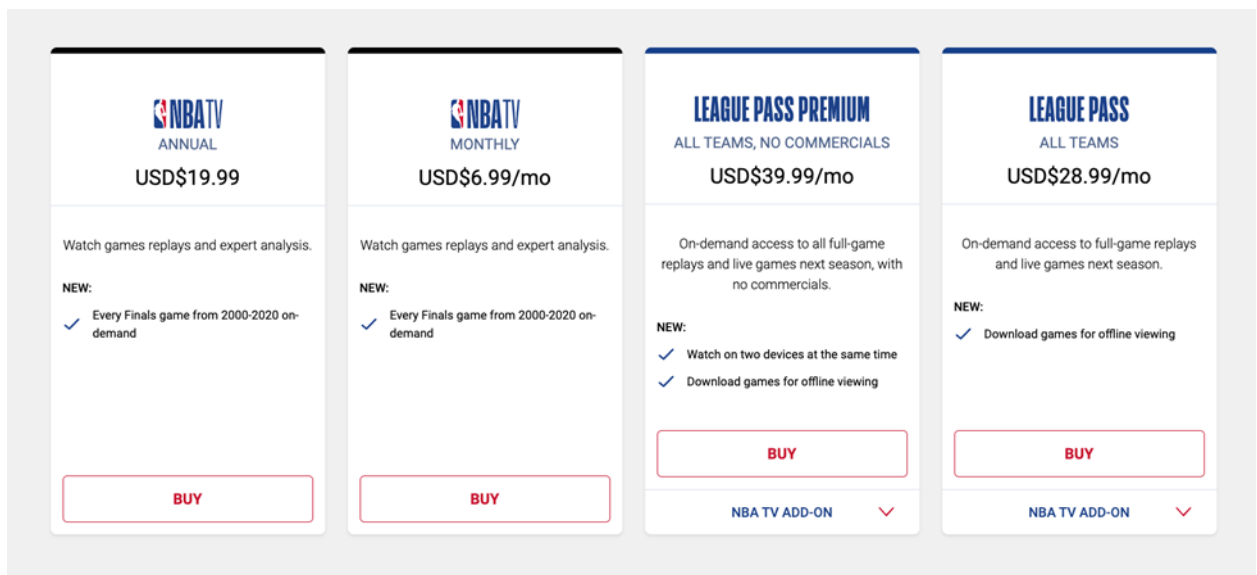 NBA TV
ANNUAL
USD$19.99
Watch games replays and expert analysis.
NEW:
Every Finals game from 2000-2020 on-
demand
BUY
NBA TV
MONTHLY
USD$6.99/mo
Watch games replays and expert analysis.
NEW:
Every Finals game from 2000-2020 on-
demand
BUY
LEAGUE PASS PREMIUM
ALL TEAMS, NO COMMERCIALS
USD$39.99/mo
On-demand access to all full-game
replays and live games next season, with
no commercials.
NEW:
Watch on two devices at the same time
Download games for offline viewing
BUY
NBA TV ADD-ON
LEAGUE PASS
ALL TEAMS
USD$28.99/mo
On-demand access to full-game replays
and live games next season.
NEW:
Download games for offline viewing
BUY
NBA TV ADD-ON